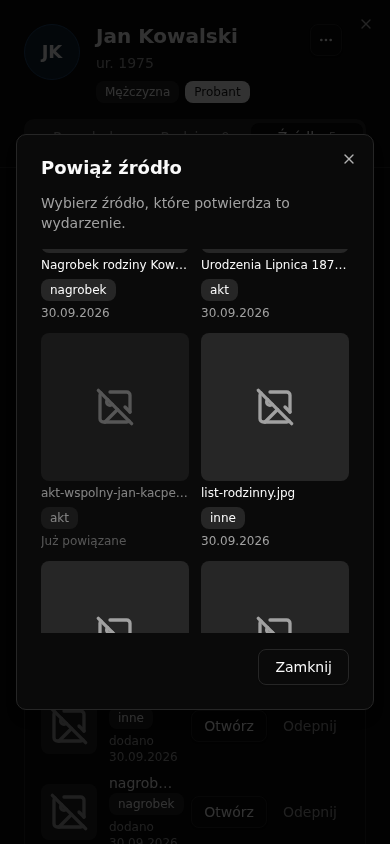 Jan Kowalski
JK
ur. 1975
Mężczyzna
Probant
Powiąż źródło
Wybierz źródło, które potwierdza to
wydarzenie.
Nagrobek rodziny Kow...
Urodzenia Lipnica 187...
nagrobek
akt
30.09.2026
30.09.2026
akt-wspolny-jan-kacpe...
list-rodzinny.jpg
akt
inne
Już powiązane
30.09.2026
Zamknij
inne
Otwórz
Odepnij
dodano
30.09.2026
nagrob...
nagrobek
Otwórz
Odepnij
dodano
30.09.2026